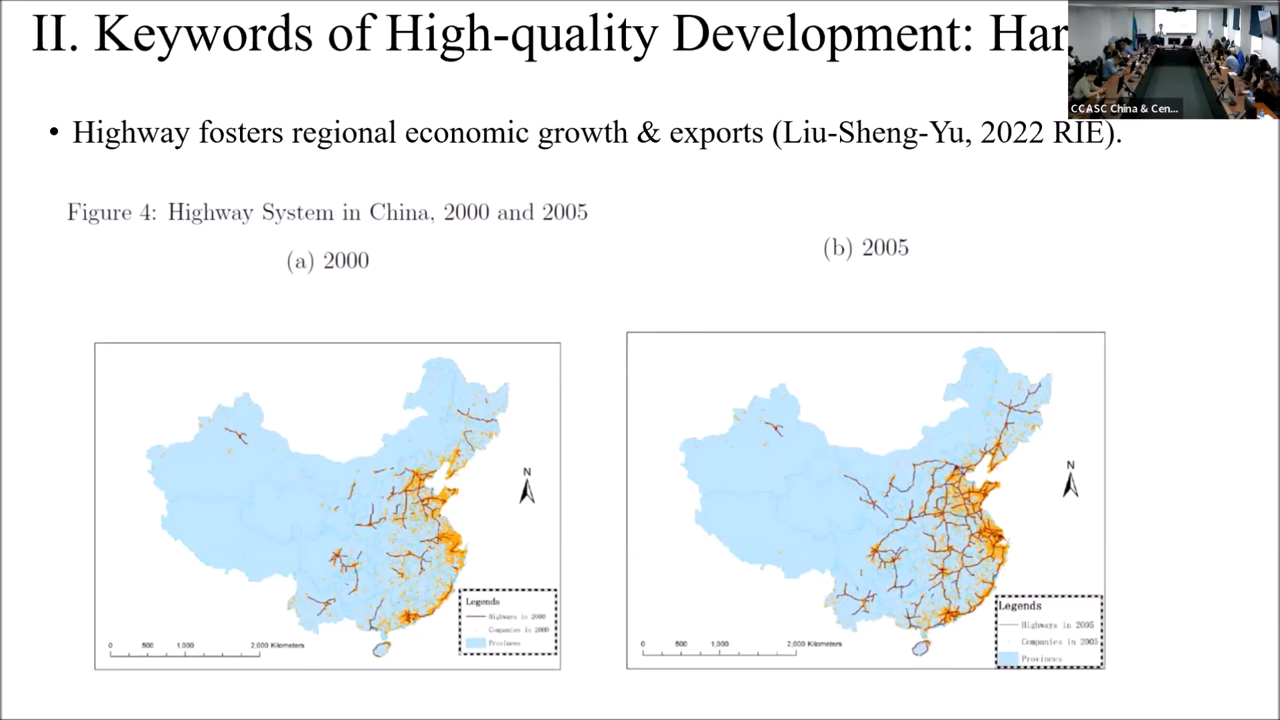 II. Keywords of High-quality Development: Har
CCASC China & Cen...
• Highway fosters regional economic growth & exports (Liu-Sheng-Yu, 2022 RIE).
Figure 4: Highway System in China, 2000 and 2005
(a) 2000
(b) 2005
N
Legends
Highways in 2000
Companies in 2000
Provinces
0 500 1,000 2,000 Kilometers
N
Legends
Highways in 2005
Companies in 2005
Provinces
0 500 1,000 2,000 Kilometers